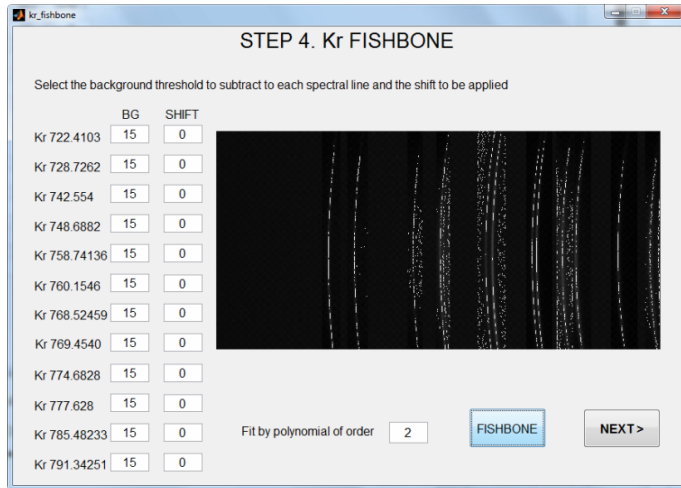 kr_fishbone
STEP 4. Kr FISHBONE
Select the background threshold to subtract to each spectral line and the shift to be applied
BG SHIFT
Kr 722.4103 15 0
Kr 728.7262 15 0
Kr 742.554 15 0
Kr 748.6882 15 0
Kr 758.74136 15 0
Kr 760.1546 15 0
Kr 768.52459 15 0
Kr 769.4540 15 0
Kr 774.6828 15 0
Kr 777.628 15 0
Kr 785.48233 15 0
Kr 791.34251 15 0
Fit by polynomial of order 2 FISHBONE NEXT >